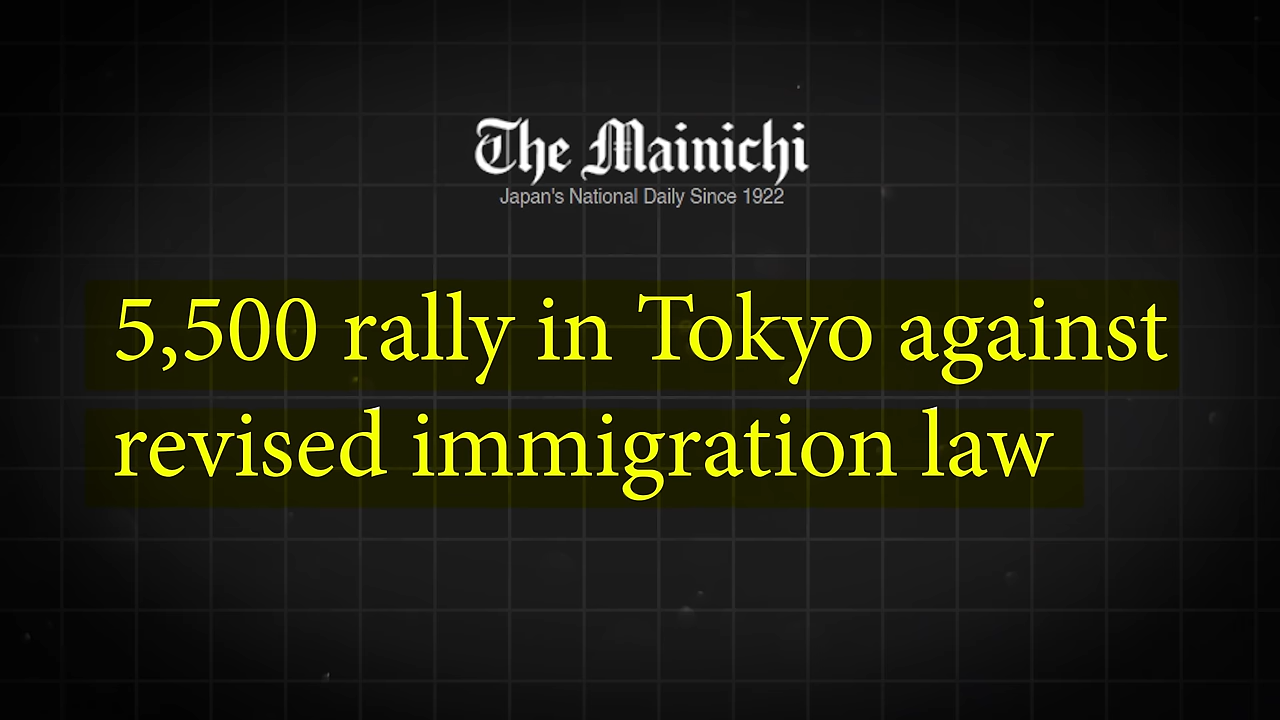 The Mainichi
Japan's National Daily Since 1922
5,500 rally in Tokyo against
revised immigration law